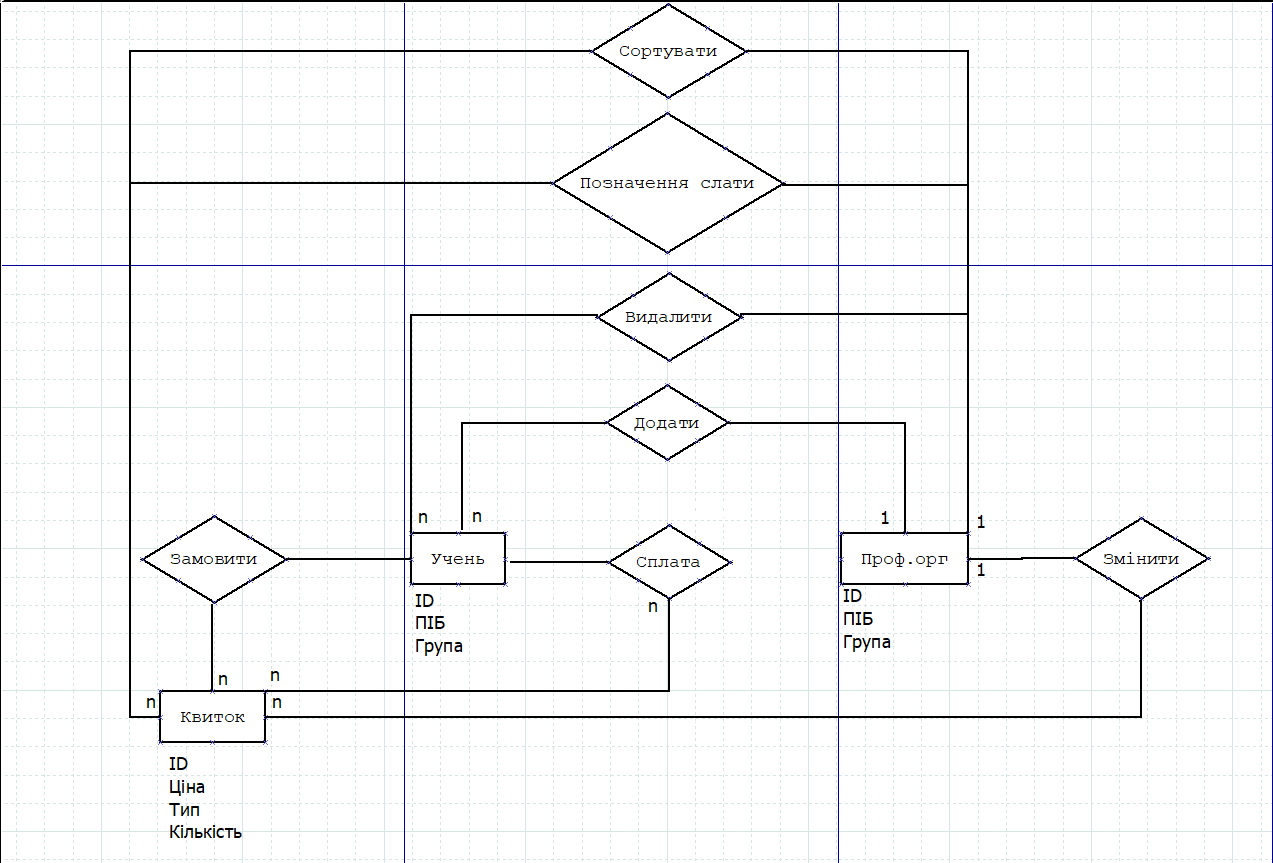 Сортувати
Позначення слати
Видалити
Додати
n
n
1
1
Замовити
Учень
Сплата
Проф.орг
1
Змінити
ID
ПІБ
Група
n
ID
ПІБ
Група
n
n
n
n
Квиток
ID
Ціна
Тип
Кількість